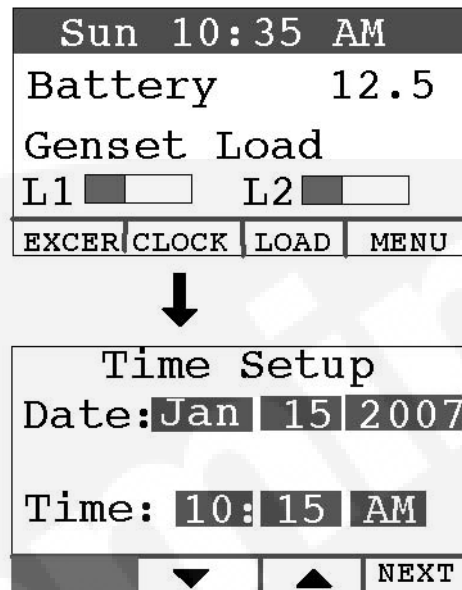 Sun 10:35 AM
Battery 12.5
Genset Load
L1 L2
EXCER CLOCK LOAD MENU
Time Setup
Date: Jan 15 2007
Time: 10: 15 AM
NEXT